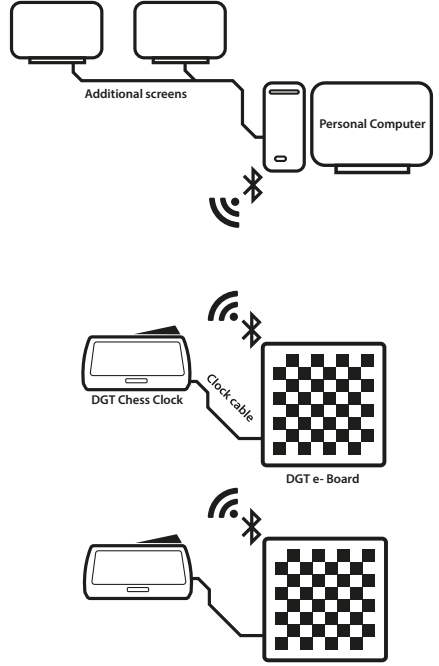 Additional screens
Personal Computer
DGT Chess Clock
Clock cable
DGT e- Board